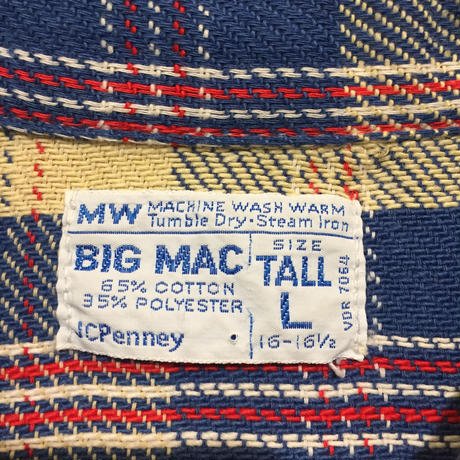 MW MACHINE WASH WARM
Tumble Dry·Steam Iron
BIG MAC
65% COTTON
35% POLYESTER
JCPenney
SIZE
TALL
L
16-16½
VBR 7064